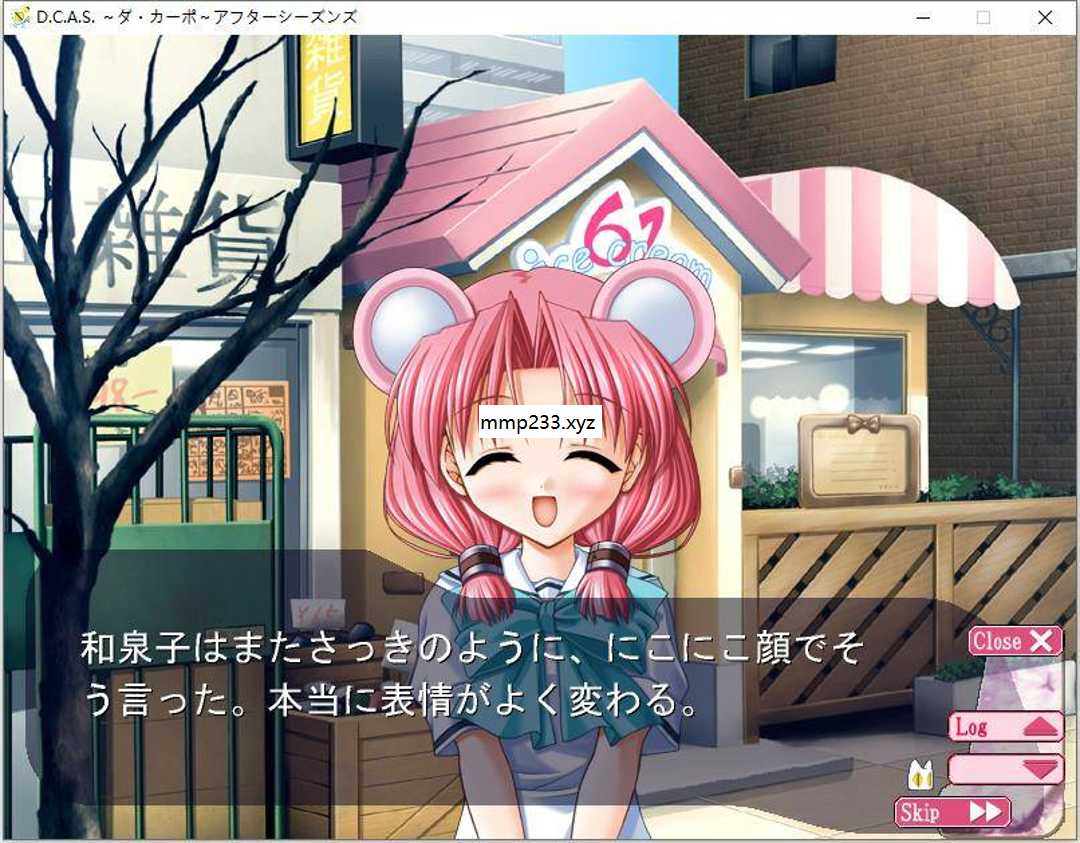 D.C.A.S. ~ダ・カーポ~アフターシーズンズ
雑貨
雑貨
61
ice cream
mmp233.xyz
和泉子はまたさっきのように、にこにこ顔でそ
う言った。本当に表情がよく変わる。
Close
Log
Skip